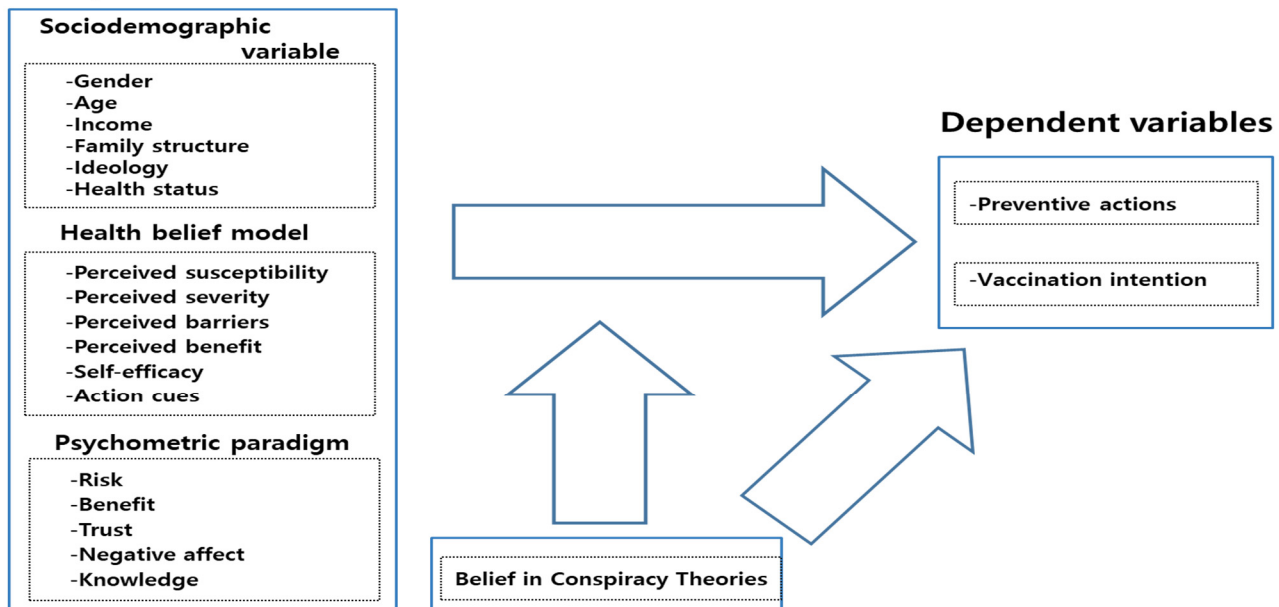 Sociodemographic
variable
-Gender
-Age
-Income
-Family structure
-Ideology
-Health status
Health belief model
-Perceived susceptibility
-Perceived severity
-Perceived barriers
-Perceived benefit
-Self-efficacy
-Action cues
Psychometric paradigm
-Risk
-Benefit
-Trust
-Negative affect
-Knowledge
Belief in Conspiracy Theories
Dependent variables
-Preventive actions
-Vaccination intention